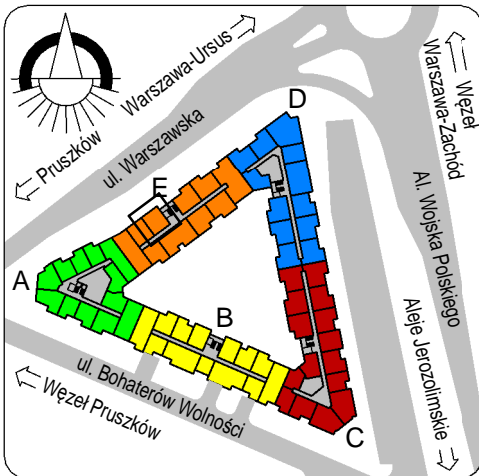 Warszawa-Ursus
Pruszków
ul. Warszawska
Węzeł
Warszawa-Zachód
Al. Wojska Polskiego
Aleje Jerozolimskie
D
E
A
B
C
ul. Bohaterów Wolności
Węzeł Pruszków